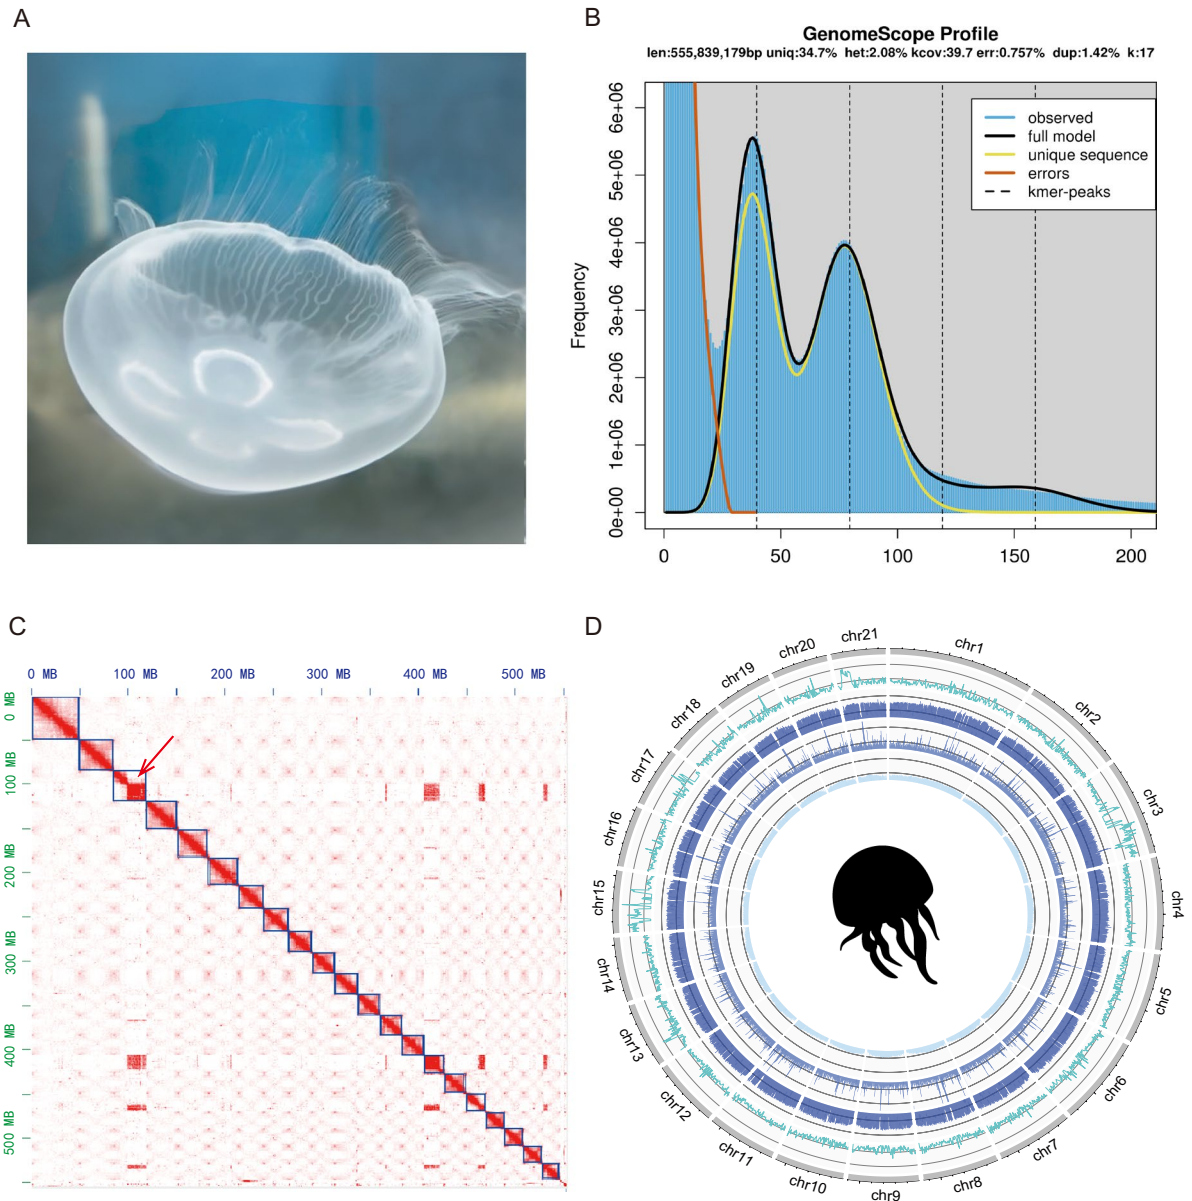 A
B
GenomeScope Profile
len:555,839,179bp uniq:34.7% het:2.08% kcov:39.7 err:0.757% dup:1.42% k:17
Frequency
0e+00 1e+06 2e+06 3e+06 4e+06 5e+06 6e+06
observed
full model
unique sequence
errors
kmer-peaks
0 50 100 150 200
C
0 MB 100 MB 200 MB 300 MB 400 MB 500 MB
0 MB
100 MB
200 MB
300 MB
400 MB
500 MB
D
chr1
chr2
chr3
chr4
chr5
chr6
chr7
chr8
chr9
chr10
chr11
chr12
chr13
chr14
chr15
chr16
chr17
chr18
chr19
chr20
chr21